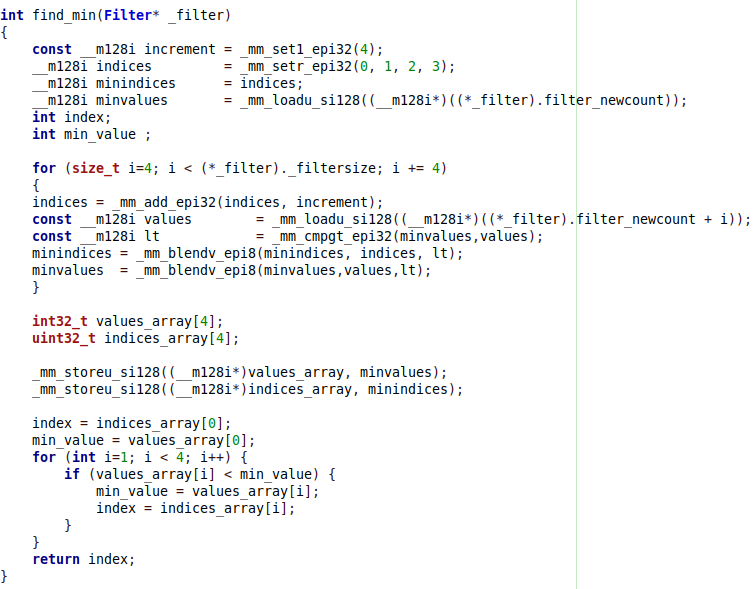 int find_min(Filter* _filter)
{
    const __m128i increment = _mm_set1_epi32(4);
    __m128i indices         = _mm_setr_epi32(0, 1, 2, 3);
    __m128i minindices      = indices;
    __m128i minvalues       = _mm_loadu_si128((__m128i*)((*_filter).filter_newcount));
    int index;
    int min_value ;

    for (size_t i=4; i < (*_filter)._filtersize; i += 4)
    {
    indices = _mm_add_epi32(indices, increment);
    const __m128i values        = _mm_loadu_si128((__m128i*)((*_filter).filter_newcount + i));
    const __m128i lt            = _mm_cmpgt_epi32(minvalues,values);
    minindices = _mm_blendv_epi8(minindices, indices, lt);
    minvalues  = _mm_blendv_epi8(minvalues,values,lt);
    }

    int32_t values_array[4];
    uint32_t indices_array[4];

    _mm_storeu_si128((__m128i*)values_array, minvalues);
    _mm_storeu_si128((__m128i*)indices_array, minindices);

    index = indices_array[0];
    min_value = values_array[0];
    for (int i=1; i < 4; i++) {
        if (values_array[i] < min_value) {
            min_value = values_array[i];
            index = indices_array[i];
        }
    }
    return index;
}